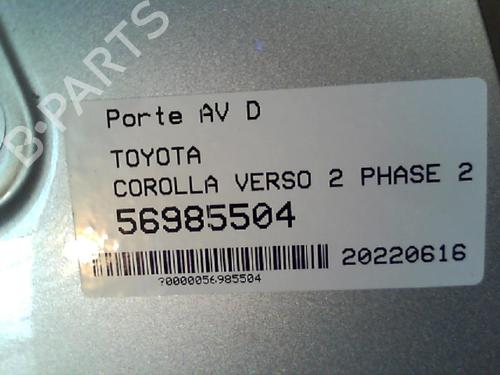 B-PARTS
Porte AV D
TOYOTA
COROLLA VERSO 2 PHASE 2
56985504
20220616
?0000056985504